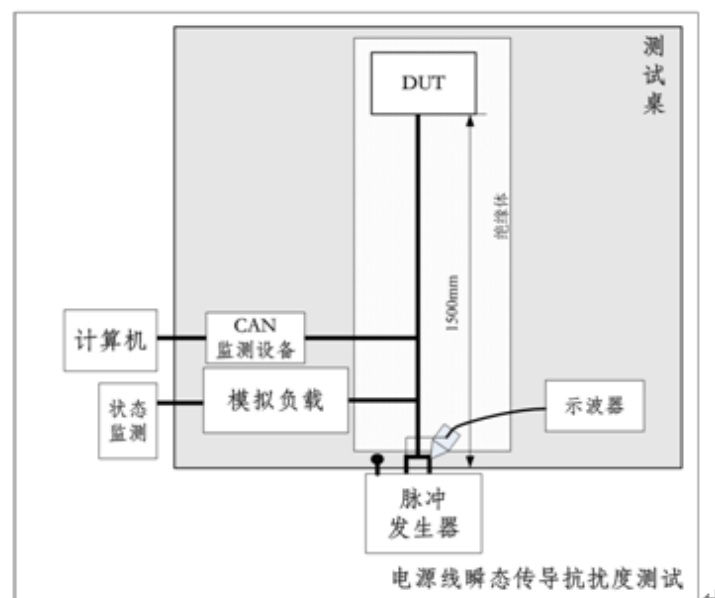 测试桌
DUT
绝缘体
1500mm
计算机
CAN
监测设备
模拟负载
状态
监测
示波器
脉冲
发生器
电源线瞬态传导抗扰度测试